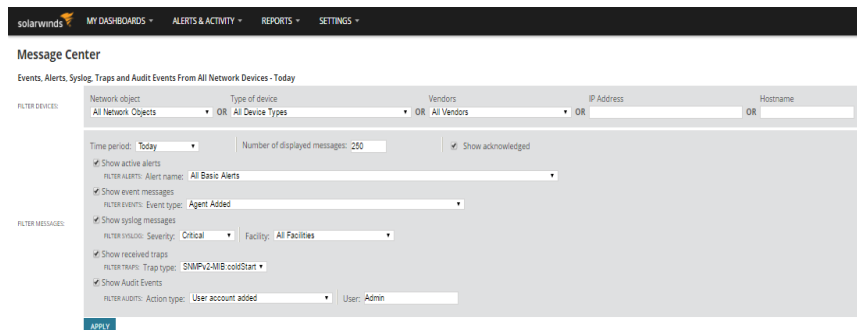 solarwinds MY DASHBOARDS ALERTS & ACTIVITY REPORTS SETTINGS
Message Center
Events, Alerts, Syslog, Traps and Audit Events From All Network Devices - Today
FILTER DEVICES:
Network object Type of device Vendors IP Address Hostname
All Network Objects OR All Device Types OR All Vendors OR OR
FILTER MESSAGES:
Time period: Today Number of displayed messages: 250 Show acknowledged
Show active alerts
FILTER ALERTS: Alert name: All Basic Alerts
Show event messages
FILTER EVENTS: Event type: Agent Added
Show syslog messages
FILTER SYSLOG: Severity: Critical Facility: All Facilities
Show received traps
FILTER TRAPS: Trap type: SNMPv2-MIB:coldStart
Show Audit Events
FILTER AUDITS: Action type: User account added User: Admin
APPLY